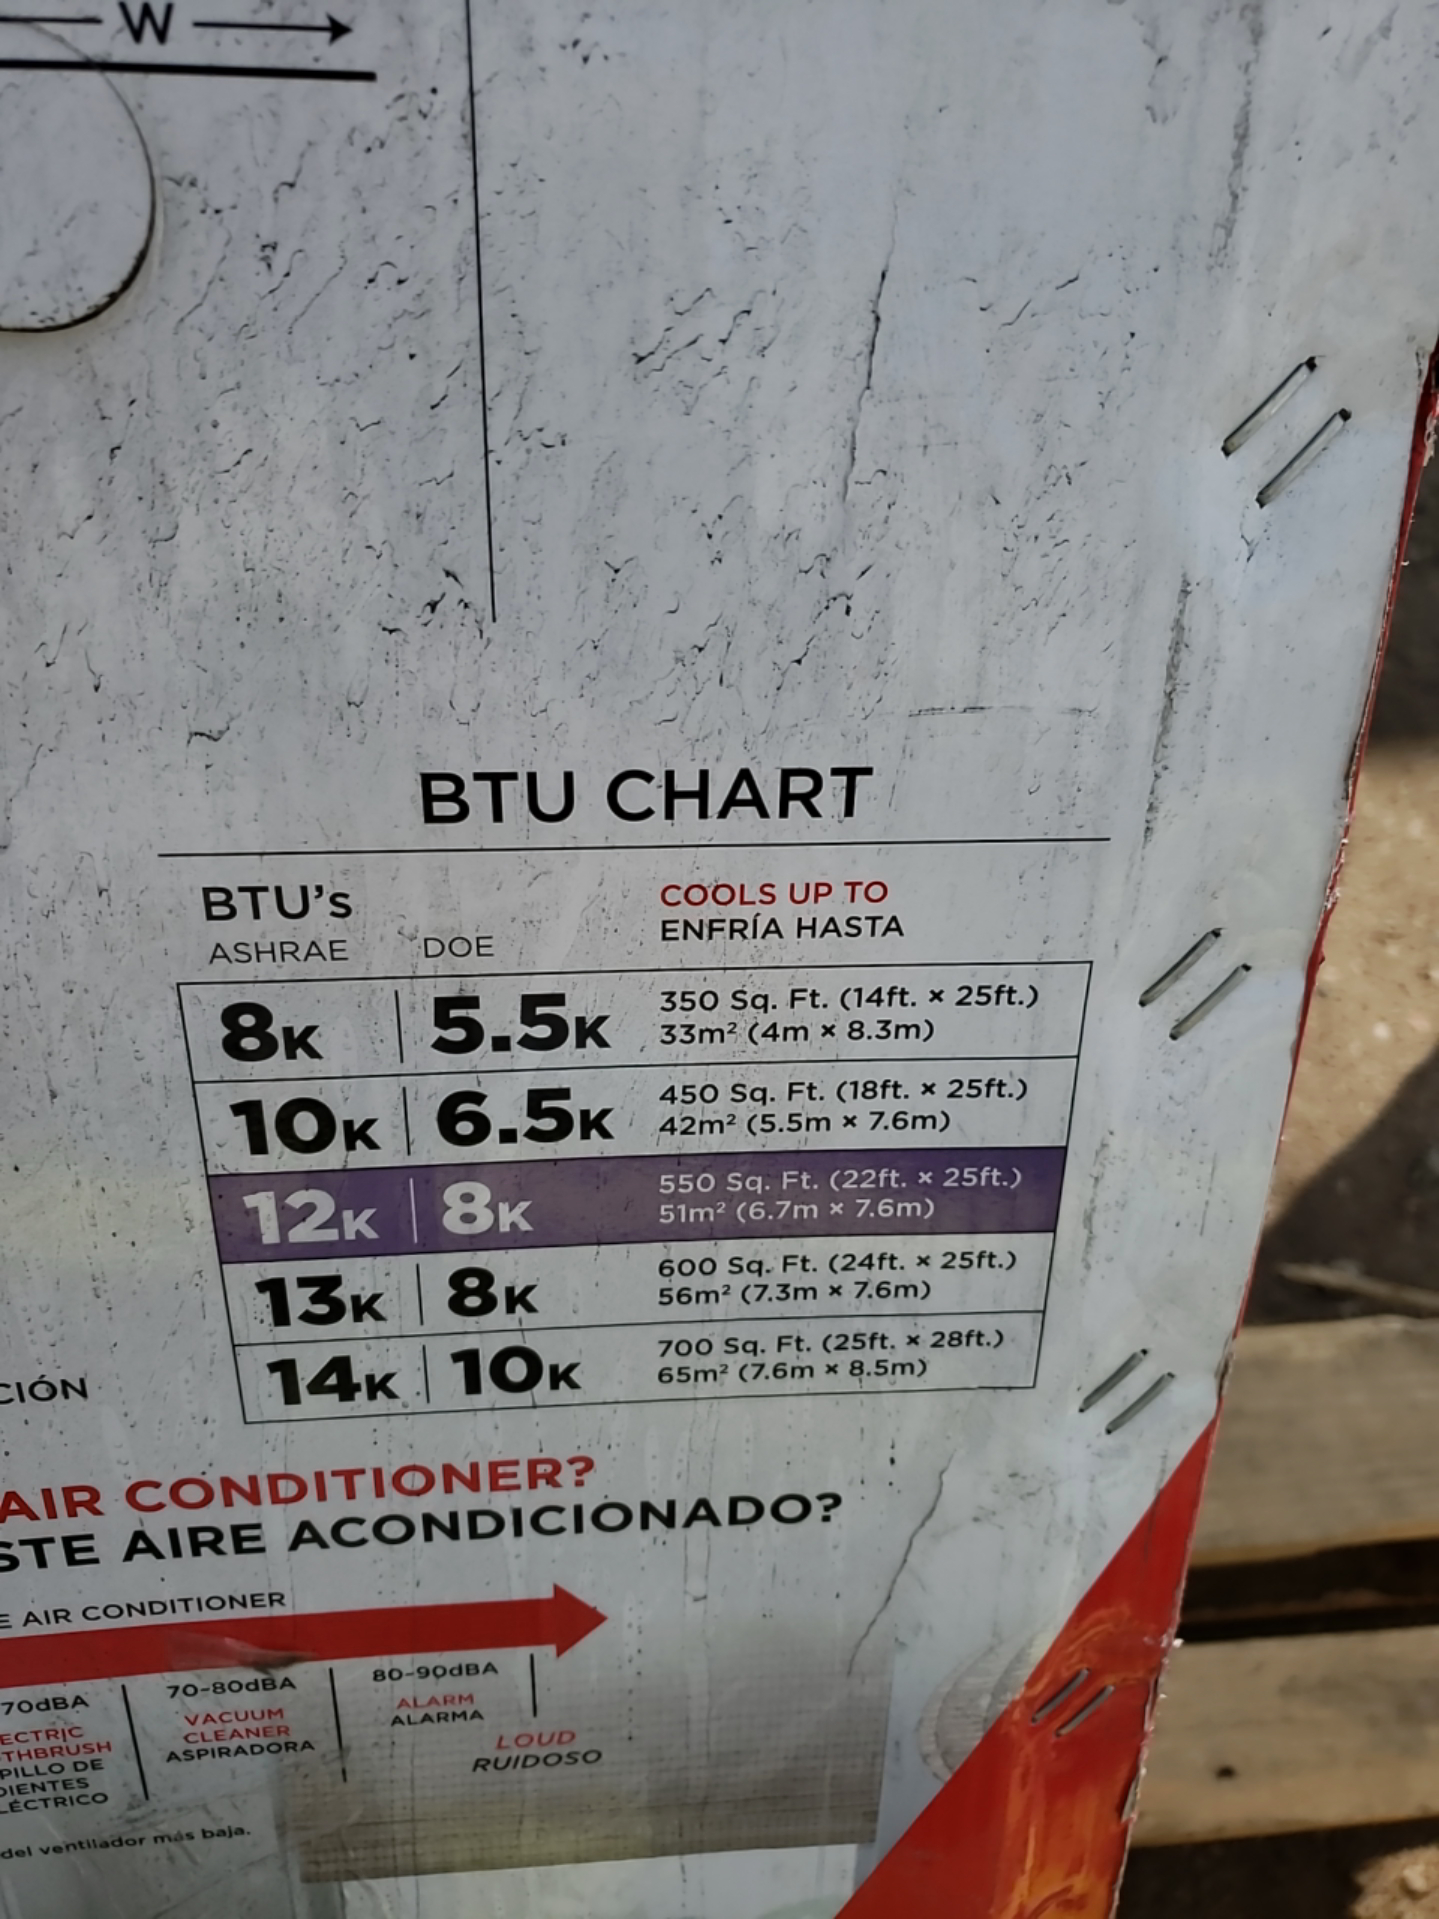 W
BTU CHART
BTU's
ASHRAE DOE
COOLS UP TO
ENFRÍA HASTA
8K 5.5K 350 Sq. Ft. (14ft. × 25ft.)
33m² (4m × 8.3m)
10K 6.5K 450 Sq. Ft. (18ft. × 25ft.)
42m² (5.5m × 7.6m)
12K 8K 550 Sq. Ft. (22ft. × 25ft.)
51m² (6.7m × 7.6m)
13K 8K 600 Sq. Ft. (24ft. × 25ft.)
56m² (7.3m × 7.6m)
14K 10K 700 Sq. Ft. (25ft. × 28ft.)
65m² (7.6m × 8.5m)
CIÓN
AIR CONDITIONER?
STE AIRE ACONDICIONADO?
E AIR CONDITIONER
70dBA
ECTRIC
THBRUSH
PILLO DE
DIENTES
LÉCTRICO
70-80dBA
VACUUM
CLEANER
ASPIRADORA
80-90dBA
ALARM
ALARMA
LOUD
RUIDOSO
del ventilador más baja.